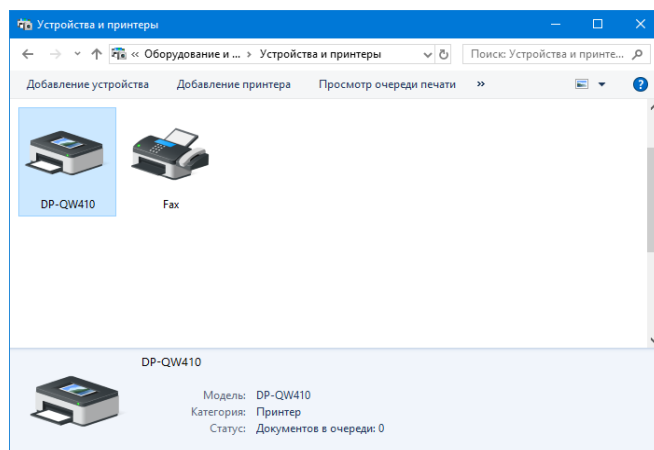 Устройства и принтеры
« Оборудование и ... > Устройства и принтеры
Поиск: Устройства и принте...
Добавление устройства Добавление принтера Просмотр очереди печати »
DP-QW410 Fax
DP-QW410
Модель: DP-QW410
Категория: Принтер
Статус: Документов в очереди: 0